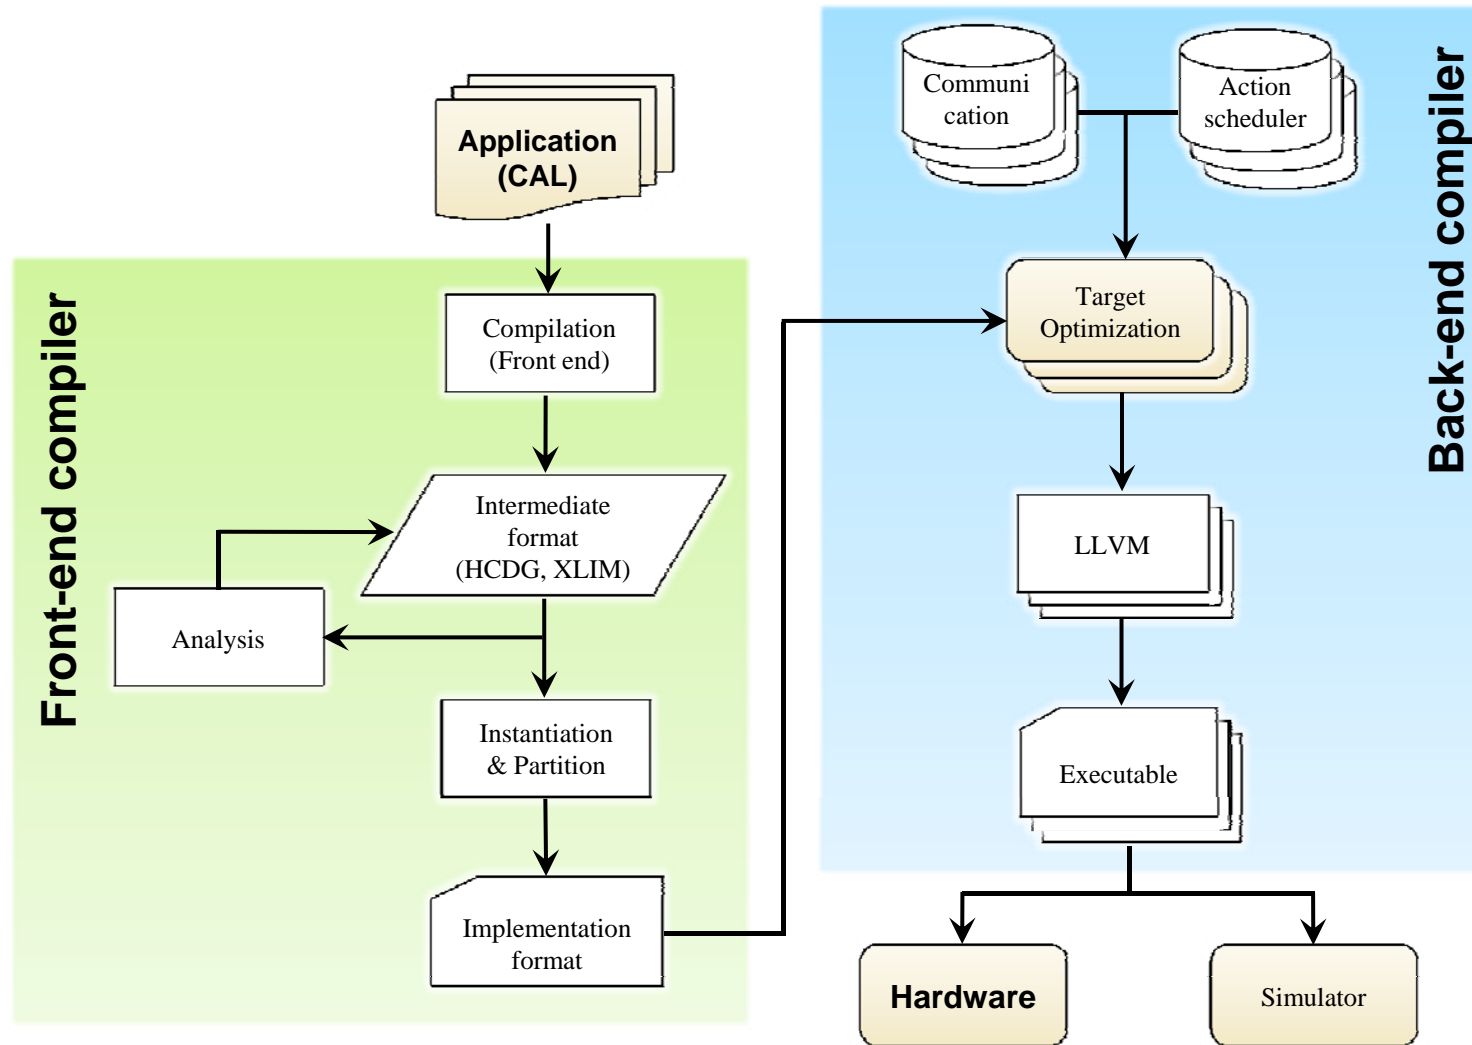 Application
(CAL)
Front-end compiler
Compilation
(Front end)
Intermediate
format
(HCDG, XLIM)
Analysis
Instantiation
& Partition
Implementation
format
Back-end compiler
Communi
cation
Action
scheduler
Target
Optimization
LLVM
Executable
Hardware
Simulator